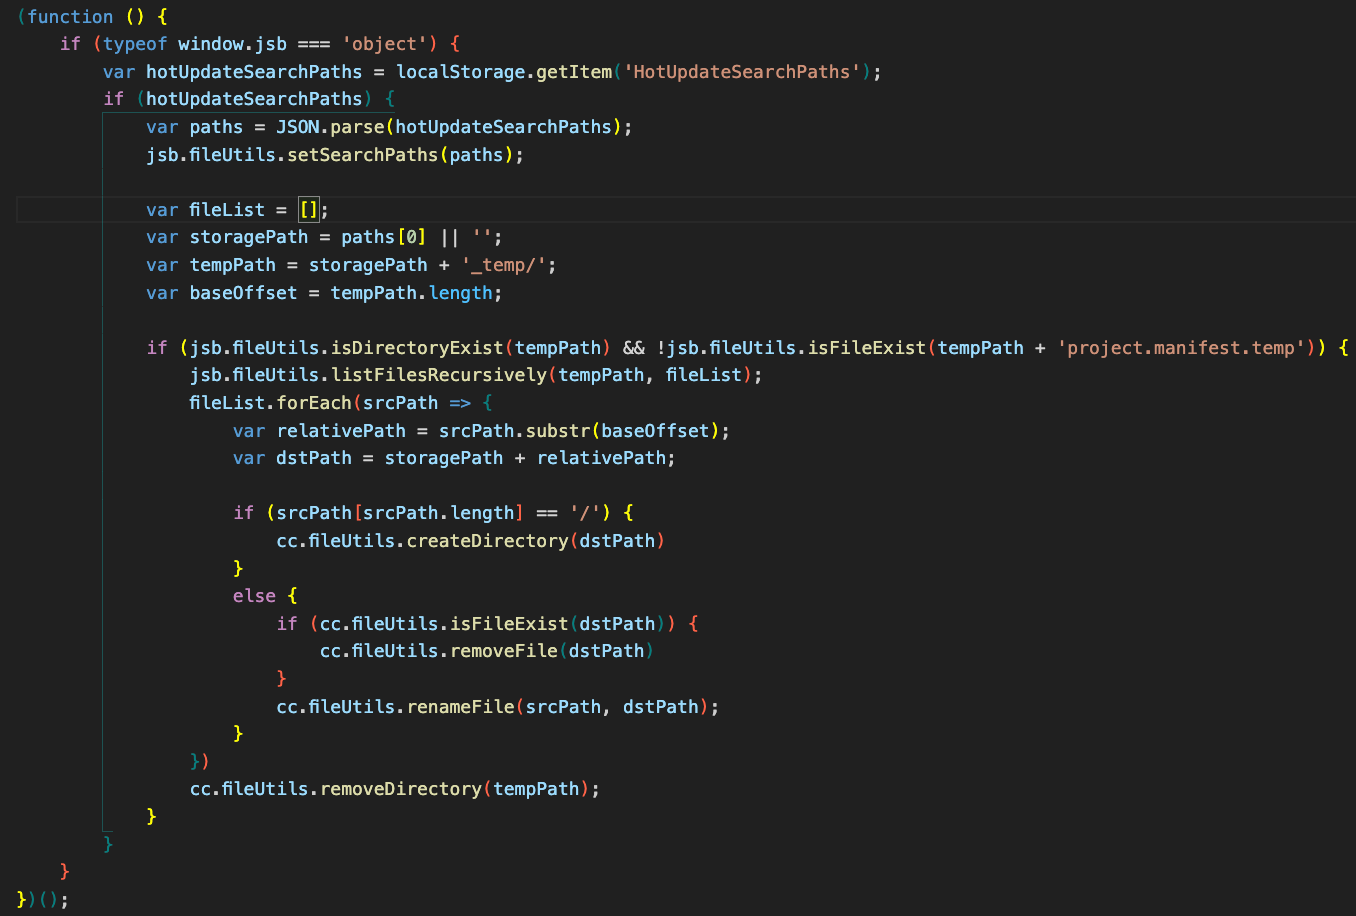 (function () {
    if (typeof window.jsb === 'object') {
        var hotUpdateSearchPaths = localStorage.getItem('HotUpdateSearchPaths');
        if (hotUpdateSearchPaths) {
            var paths = JSON.parse(hotUpdateSearchPaths);
            jsb.fileUtils.setSearchPaths(paths);

            var fileList = [];
            var storagePath = paths[0] || '';
            var tempPath = storagePath + '_temp/';
            var baseOffset = tempPath.length;

            if (jsb.fileUtils.isDirectoryExist(tempPath) && !jsb.fileUtils.isFileExist(tempPath + 'project.manifest.temp')) {
                jsb.fileUtils.listFilesRecursively(tempPath, fileList);
                fileList.forEach(srcPath => {
                    var relativePath = srcPath.substr(baseOffset);
                    var dstPath = storagePath + relativePath;

                    if (srcPath[srcPath.length] == '/') {
                        cc.fileUtils.createDirectory(dstPath)
                    }
                    else {
                        if (cc.fileUtils.isFileExist(dstPath)) {
                            cc.fileUtils.removeFile(dstPath)
                        }
                        cc.fileUtils.renameFile(srcPath, dstPath);
                    }
                })
                cc.fileUtils.removeDirectory(tempPath);
            }
        }
    }
})();